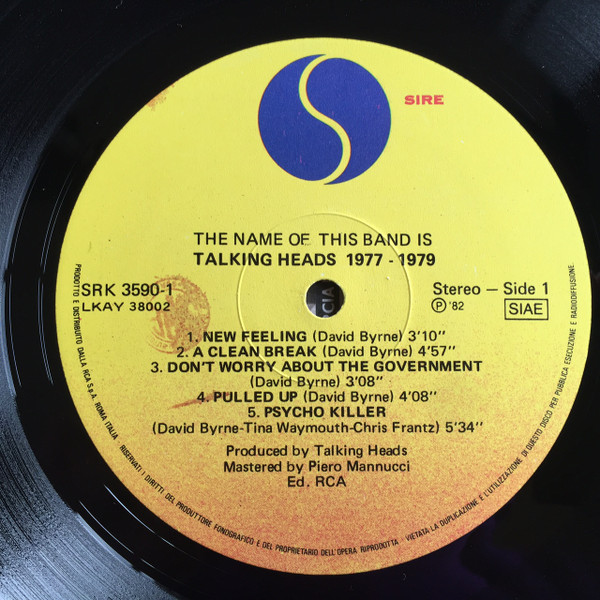 SIRE
THE NAME OF THIS BAND IS
TALKING HEADS 1977 - 1979
SRK 3590-1
LKAY 38002
Stereo – Side 1
Ⓟ '82
SIAE
CIA
1. NEW FEELING (David Byrne) 3'10''
2. A CLEAN BREAK (David Byrne) 4'57''
3. DON'T WORRY ABOUT THE GOVERNMENT
(David Byrne) 3'08''
4. PULLED UP (David Byrne) 4'08''
5. PSYCHO KILLER
(David Byrne-Tina Waymouth-Chris Frantz) 5'34''
Produced by Talking Heads
Mastered by Piero Mannucci
Ed. RCA
PRODOTTO E DISTRIBUITO DALLA RCA S.p.A. ROMA ITALIA - RISERVATI I DIRITTI DEL PRODUTTORE FONOGRAFICO E DEL PROPRIETARIO DELL'OPERA RIPRODOTTA - VIETATA LA DUPLICAZIONE E L'UTILIZZAZIONE DI QUESTO DISCO PER PUBBLICA ESECUZIONE E RADIODIFFUSIONE